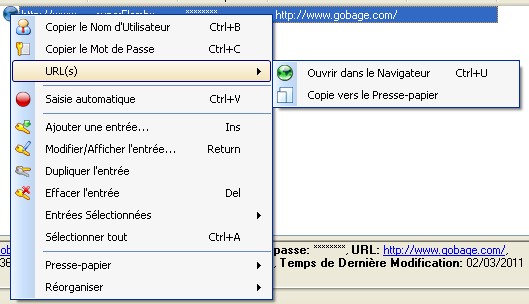 ******** http://www.gobage.com/
Copier le Nom d'Utilisateur Ctrl+B
Copier le Mot de Passe Ctrl+C
URL(s)
Ouvrir dans le Navigateur Ctrl+U
Copie vers le Presse-papier
Saisie automatique Ctrl+V
Ajouter une entrée... Ins
Modifier/Afficher l'entrée... Return
Dupliquer l'entrée
Effacer l'entrée Del
Entrées Sélectionnées
Sélectionner tout Ctrl+A
passe: ********, URL: http://www.gobage.com/,
, Temps de Dernière Modification: 02/03/2011
Presse-papier
Réorganiser